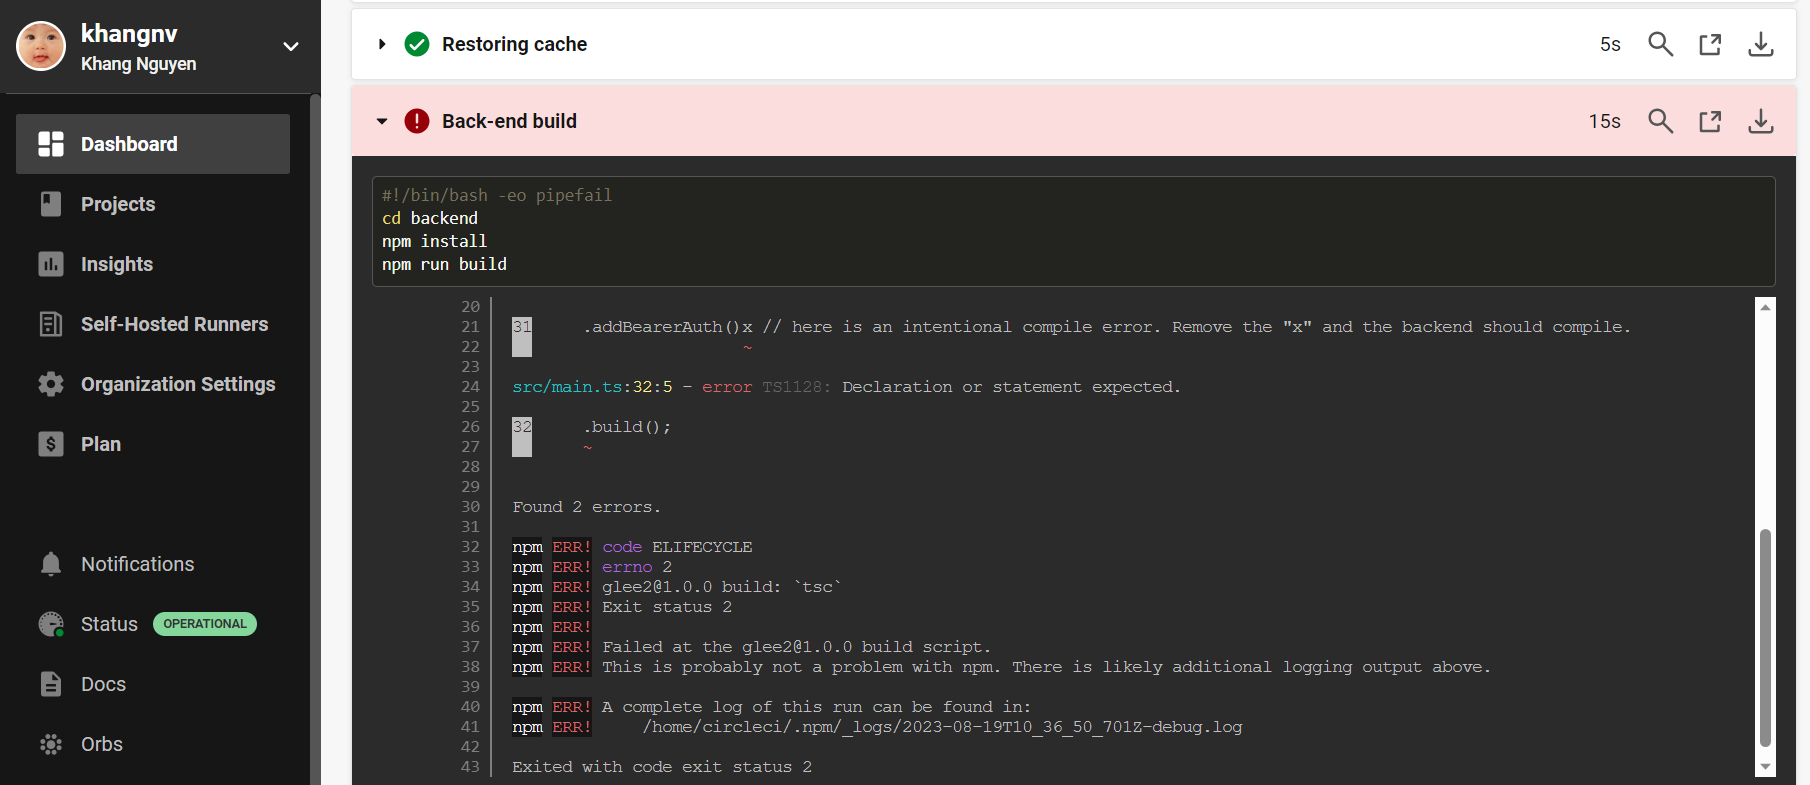 khangnv
Khang Nguyen
Dashboard
Projects
Insights
Self-Hosted Runners
Organization Settings
Plan
Notifications
Status OPERATIONAL
Docs
Orbs
Restoring cache 5s
Back-end build 15s
#!/bin/bash -eo pipefail
cd backend
npm install
npm run build
20
21 31 .addBearerAuth()x // here is an intentional compile error. Remove the "x" and the backend should compile.
22 ~
23
24 src/main.ts:32:5 - error TS1128: Declaration or statement expected.
25
26 32 .build();
27 ~
28
29
30 Found 2 errors.
31
32 npm ERR! code ELIFECYCLE
33 npm ERR! errno 2
34 npm ERR! glee2@1.0.0 build: `tsc`
35 npm ERR! Exit status 2
36 npm ERR!
37 npm ERR! Failed at the glee2@1.0.0 build script.
38 npm ERR! This is probably not a problem with npm. There is likely additional logging output above.
39
40 npm ERR! A complete log of this run can be found in:
41 npm ERR! /home/circleci/.npm/_logs/2023-08-19T10_36_50_701Z-debug.log
42
43 Exited with code exit status 2